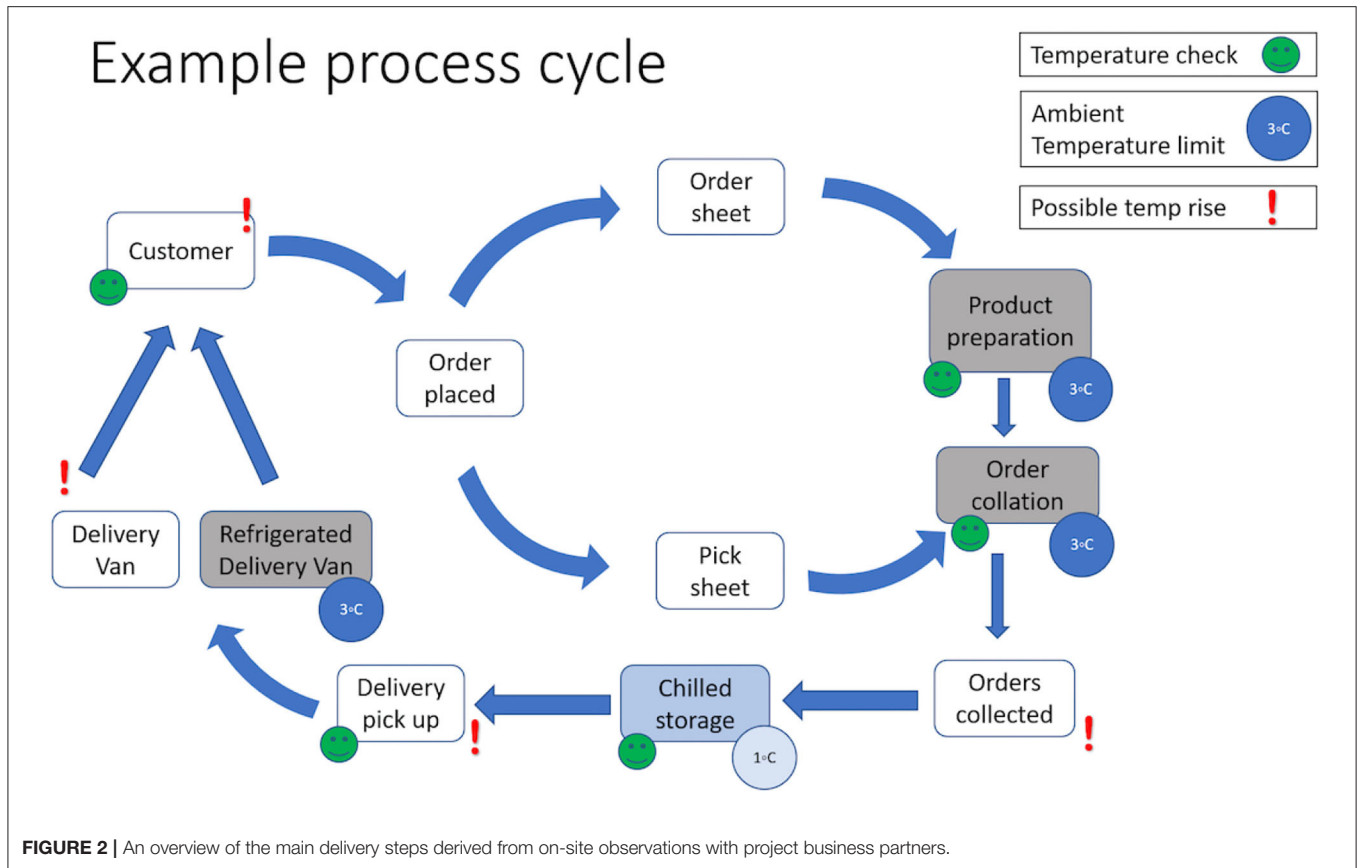 Example process cycle
Temperature check
Ambient
Temperature limit
3°C
Possible temp rise !
Customer
!
Order
placed
Order
sheet
Product
preparation
3°C
Order
collation
3°C
Pick
sheet
Orders
collected
!
Chilled
storage
1°C
Delivery
pick up
!
!
Delivery
Van
Refrigerated
Delivery Van
3°C
FIGURE 2 | An overview of the main delivery steps derived from on-site observations with project business partners.